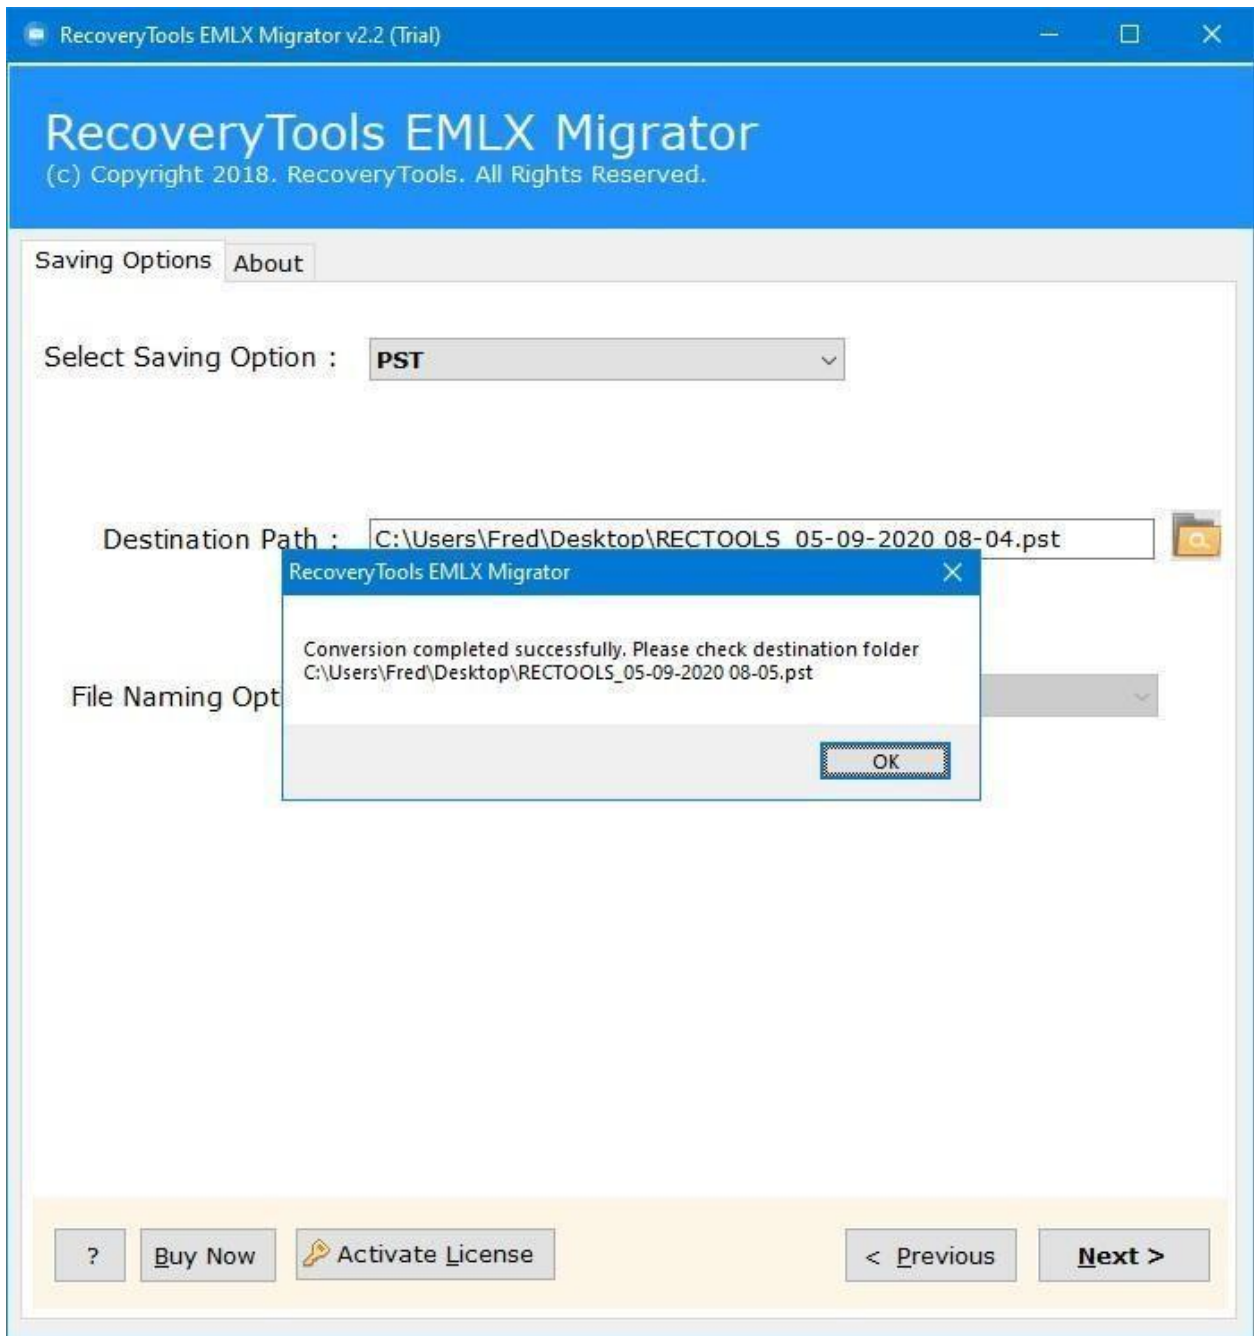 RecoveryTools EMLX Migrator v2.2 (Trial)
RecoveryTools EMLX Migrator
(c) Copyright 2018. RecoveryTools. All Rights Reserved.
Saving Options
About
Select Saving Option :
PST
Destination Path :
C:\Users\Fred\Desktop\RECTOOLS_05-09-2020 08-04.pst
RecoveryTools EMLX Migrator
Conversion completed successfully. Please check destination folder
C:\Users\Fred\Desktop\RECTOOLS_05-09-2020 08-05.pst
File Naming Opt
OK
?
Buy Now
Activate License
< Previous
Next >